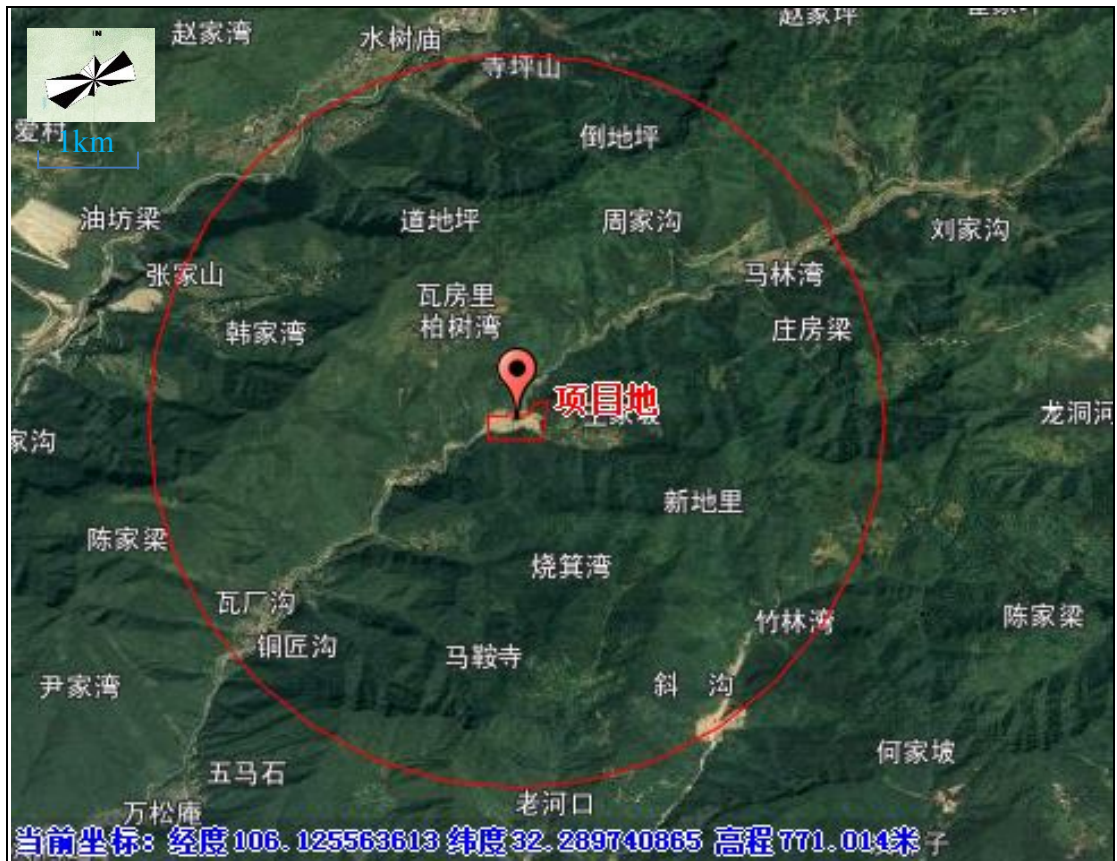 赵家湾
赵家坪
N
水树庙
寺坪山
爱村
1km
倒地坪
油坊梁
道地坪
周家沟
刘家沟
张家山
马林湾
瓦房里
韩家湾
柏树湾
庄房梁
项目地
龙洞河
家沟
新地里
陈家梁
烧箕湾
瓦厂沟
竹林湾
陈家梁
铜匠沟
马鞍寺
尹家湾
斜 沟
何家坡
五马石
老河口
万松庵
当前坐标：经度106.125563613 纬度32.289740865 高程771.014米
子